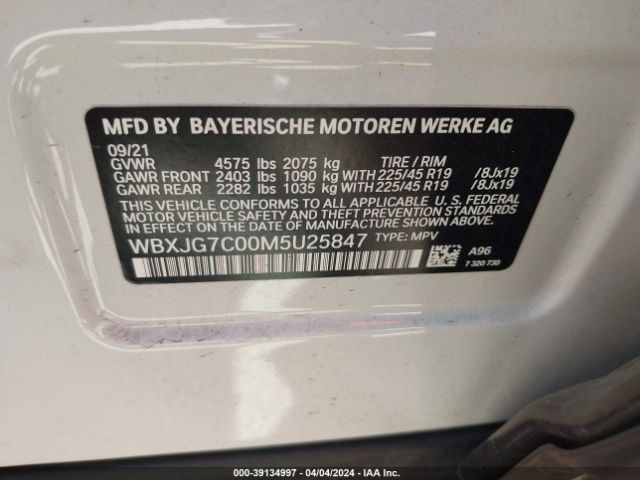 MFD BY BAYERISCHE MOTOREN WERKE AG
09/21
GVWR 4575 lbs 2075 kg TIRE / RIM
GAWR FRONT 2403 lbs 1090 kg WITH 225/45 R19 /8Jx19
GAWR REAR 2282 lbs 1035 kg WITH 225/45 R19 /8Jx19
THIS VEHICLE CONFORMS TO ALL APPLICABLE U. S. FEDERAL
MOTOR VEHICLE SAFETY STANDARDS IN EFFECT ON THE
DATE OF MANUFACTURE SHOWN ABOVE.
WBXJG7C00M5U25847 TYPE: MPV
A96
7 320 730
000-39134997 - 04/04/2024 - IAA Inc.